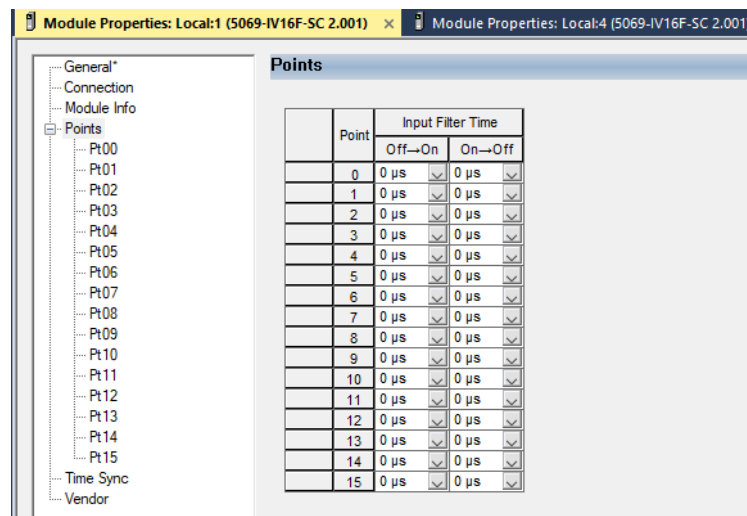 Module Properties: Local:1 (5069-IV16F-SC 2.001) × Module Properties: Local:4 (5069-IV16F-SC 2.001
General*
Connection
Module Info
Points
Pt00
Pt01
Pt02
Pt03
Pt04
Pt05
Pt06
Pt07
Pt08
Pt09
Pt10
Pt11
Pt12
Pt13
Pt14
Pt15
Time Sync
Vendor
Points
Point Input Filter Time
Off→On On→Off
0 0 µs 0 µs
1 0 µs 0 µs
2 0 µs 0 µs
3 0 µs 0 µs
4 0 µs 0 µs
5 0 µs 0 µs
6 0 µs 0 µs
7 0 µs 0 µs
8 0 µs 0 µs
9 0 µs 0 µs
10 0 µs 0 µs
11 0 µs 0 µs
12 0 µs 0 µs
13 0 µs 0 µs
14 0 µs 0 µs
15 0 µs 0 µs